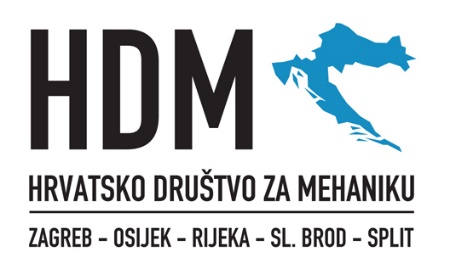 HDM
HRVATSKO DRUŠTVO ZA MEHANIKU
ZAGREB - OSIJEK - RIJEKA - SL. BROD - SPLIT